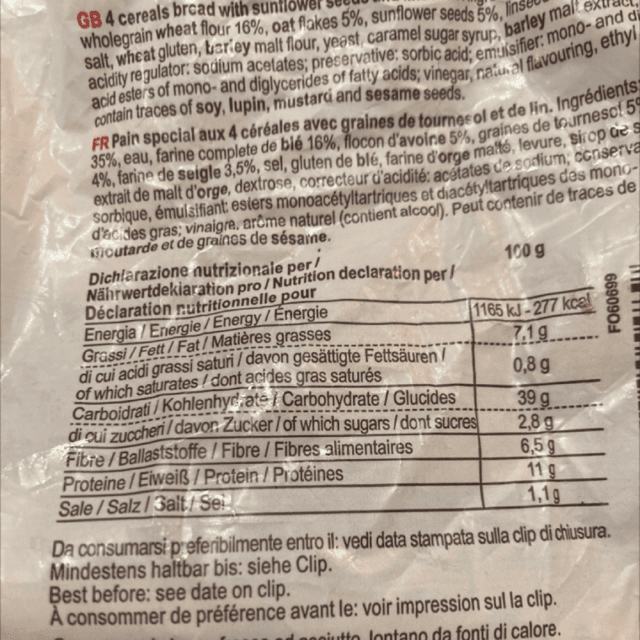 GB 4 cereals bread with sunflower seeds
wholegrain wheat flour 16%, oat flakes 5%, sunflower seeds 5%,
salt, wheat gluten, barley malt flour, yeast, caramel sugar syrup, barley malt extract
acidity regulator: sodium acetates; preservative: sorbic acid; emulsifier: mono- and
acid esters of mono- and diglycerides of fatty acids; vinegar, natural flavouring, ethyl
contain traces of soy, lupin, mustard and sesame seeds.
FR Pain special aux 4 céréales avec graines de tournesol et de lin. Ingrédients:
35%, eau, farine complete de blé 16%, flocon d'avoine 5%, graines de tournesol 5
4%, farine de seigle 3,5%, sel, gluten de blé, farine d'orge malté, levure, sirop de
extrait de malt d'orge, dextrose, correcteur d'acidité: acétates de sodium; conserva
sorbique, émulsifiant: esters monoacétyltartriques et diacétyltartriques des mono-
d'acides gras; vinaigre, arôme naturel (contient alcool). Peut contenir de traces de
moutarde et de graines de sésame.
Dichiarazione nutrizionale per / 100 g
Nährwertdeklaration pro / Nutrition declaration per /
Déclaration nutritionnelle pour
Energia / Energie / Energy / Énergie 1165 kJ - 277 kcal
Grassi / Fett / Fat / Matières grasses 7,1 g
di cui acidi grassi saturi / davon gesättigte Fettsäuren /
of which saturates / dont acides gras saturés 0,8 g
Carboidrati / Kohlenhydrate / Carbohydrate / Glucides 39 g
di cui zuccheri / davon Zucker / of which sugars / dont sucres 2,8 g
Fibre / Ballaststoffe / Fibre / Fibres alimentaires 6,5 g
Proteine / Eiweiß / Protein / Protéines 11 g
Sale / Salz / Salt / Sel 1,1 g
FO60699
Da consumarsi preferibilmente entro il: vedi data stampata sulla clip di chiusura.
Mindestens haltbar bis: siehe Clip.
Best before: see date on clip.
À consommer de préférence avant le: voir impression sul la clip.
lontano da fonti di calore.